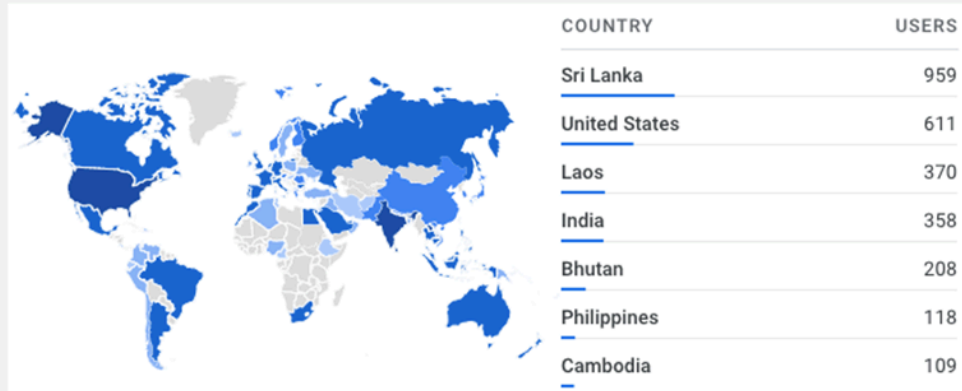 COUNTRY USERS
Sri Lanka 959
United States 611
Laos 370
India 358
Bhutan 208
Philippines 118
Cambodia 109